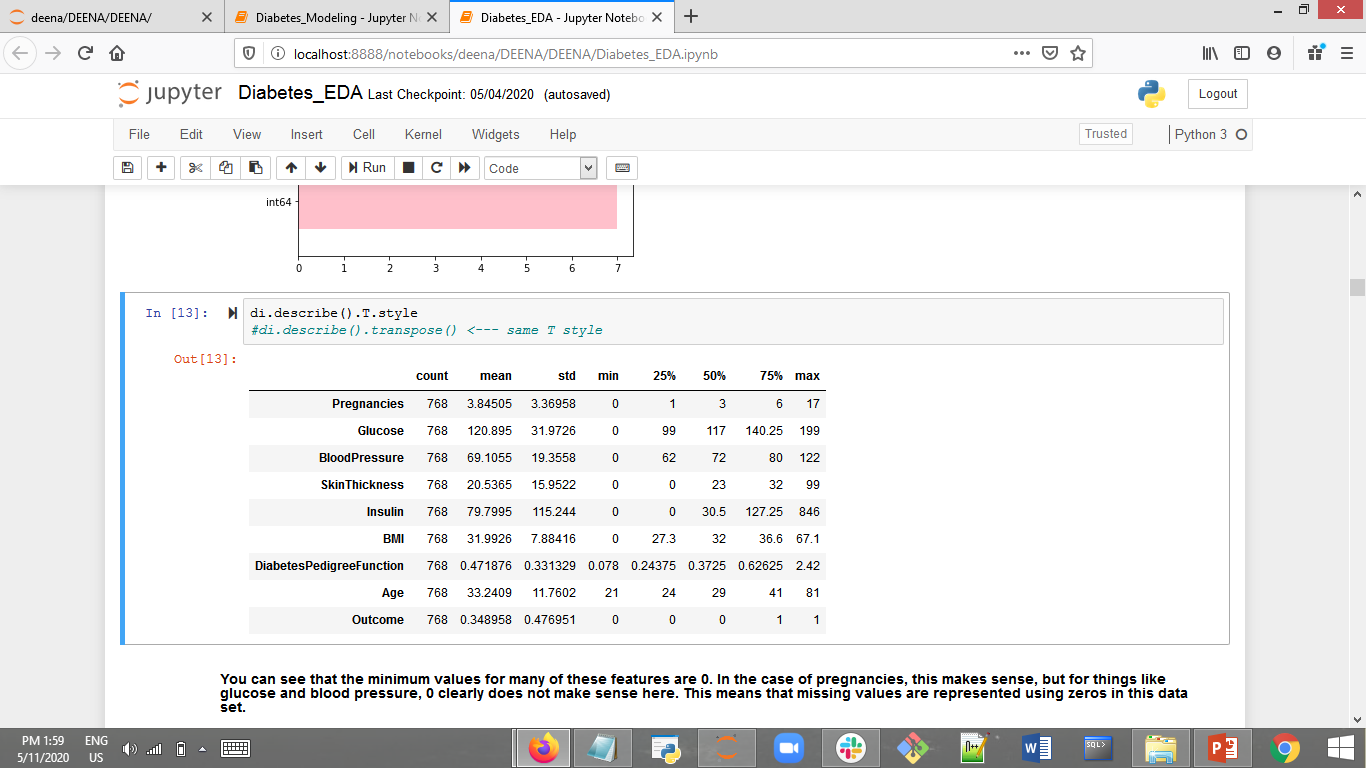 deena/DEENA/DEENA/
Diabetes_Modeling - Jupyter N
Diabetes_EDA - Jupyter Notebo
localhost:8888/notebooks/deena/DEENA/DEENA/Diabetes_EDA.ipynb
jupyter Diabetes_EDA Last Checkpoint: 05/04/2020 (autosaved)
Logout
File Edit View Insert Cell Kernel Widgets Help
Trusted
Python 3
Run
Code
int64
0 1 2 3 4 5 6 7
In [13]:
di.describe().T.style
#di.describe().transpose() <--- same T style
Out[13]:
count mean std min 25% 50% 75% max
Pregnancies 768 3.84505 3.36958 0 1 3 6 17
Glucose 768 120.895 31.9726 0 99 117 140.25 199
BloodPressure 768 69.1055 19.3558 0 62 72 80 122
SkinThickness 768 20.5365 15.9522 0 0 23 32 99
Insulin 768 79.7995 115.244 0 0 30.5 127.25 846
BMI 768 31.9926 7.88416 0 27.3 32 36.6 67.1
DiabetesPedigreeFunction 768 0.471876 0.331329 0.078 0.24375 0.3725 0.62625 2.42
Age 768 33.2409 11.7602 21 24 29 41 81
Outcome 768 0.348958 0.476951 0 0 0 1 1
You can see that the minimum values for many of these features are 0. In the case of pregnancies, this makes sense, but for things like
glucose and blood pressure, 0 clearly does not make sense here. This means that missing values are represented using zeros in this data
set.
PM 1:59
5/11/2020
ENG
US
SQL>